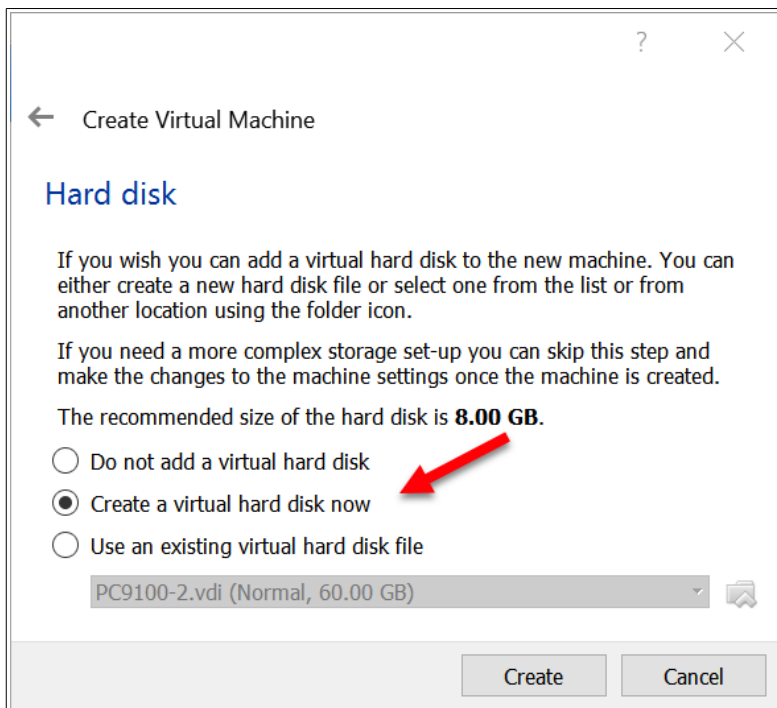 ?
Create Virtual Machine
Hard disk
If you wish you can add a virtual hard disk to the new machine. You can
either create a new hard disk file or select one from the list or from
another location using the folder icon.
If you need a more complex storage set-up you can skip this step and
make the changes to the machine settings once the machine is created.
The recommended size of the hard disk is 8.00 GB.
Do not add a virtual hard disk
Create a virtual hard disk now
Use an existing virtual hard disk file
PC9100-2.vdi (Normal, 60.00 GB)
Create Cancel